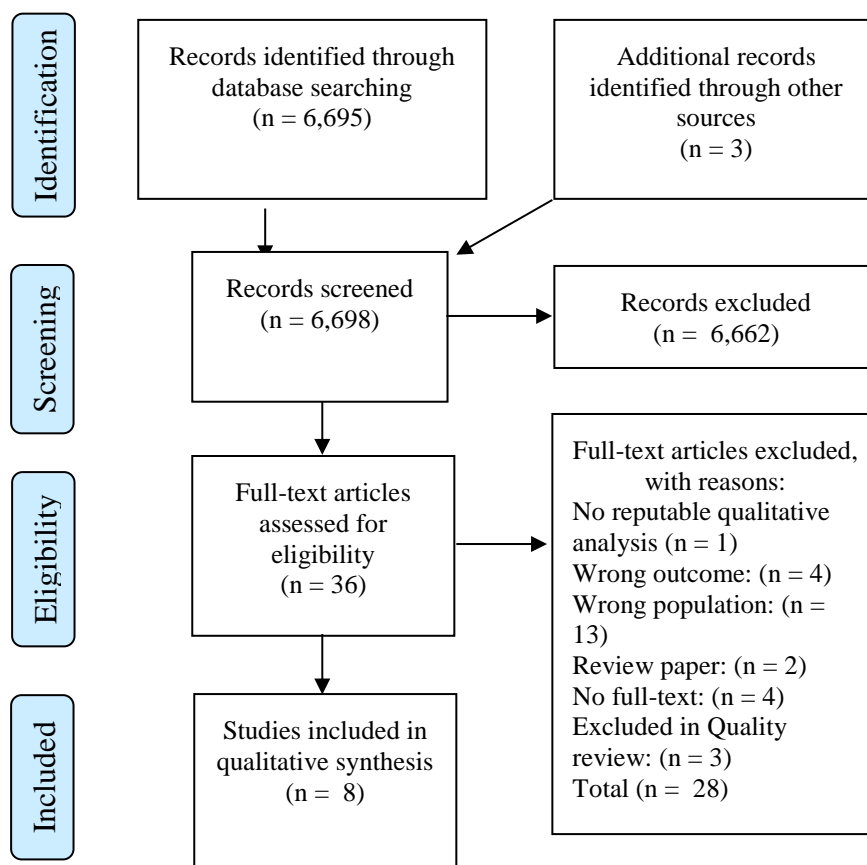 Identification
Records identified through
database searching
(n = 6,695)
Additional records
identified through other
sources
(n = 3)
Screening
Records screened
(n = 6,698)
Records excluded
(n = 6,662)
Eligibility
Full-text articles
assessed for
eligibility
(n = 36)
Full-text articles excluded,
with reasons:
No reputable qualitative
analysis (n = 1)
Wrong outcome: (n = 4)
Wrong population: (n =
13)
Review paper: (n = 2)
No full-text: (n = 4)
Excluded in Quality
review: (n = 3)
Total (n = 28)
Included
Studies included in
qualitative synthesis
(n = 8)